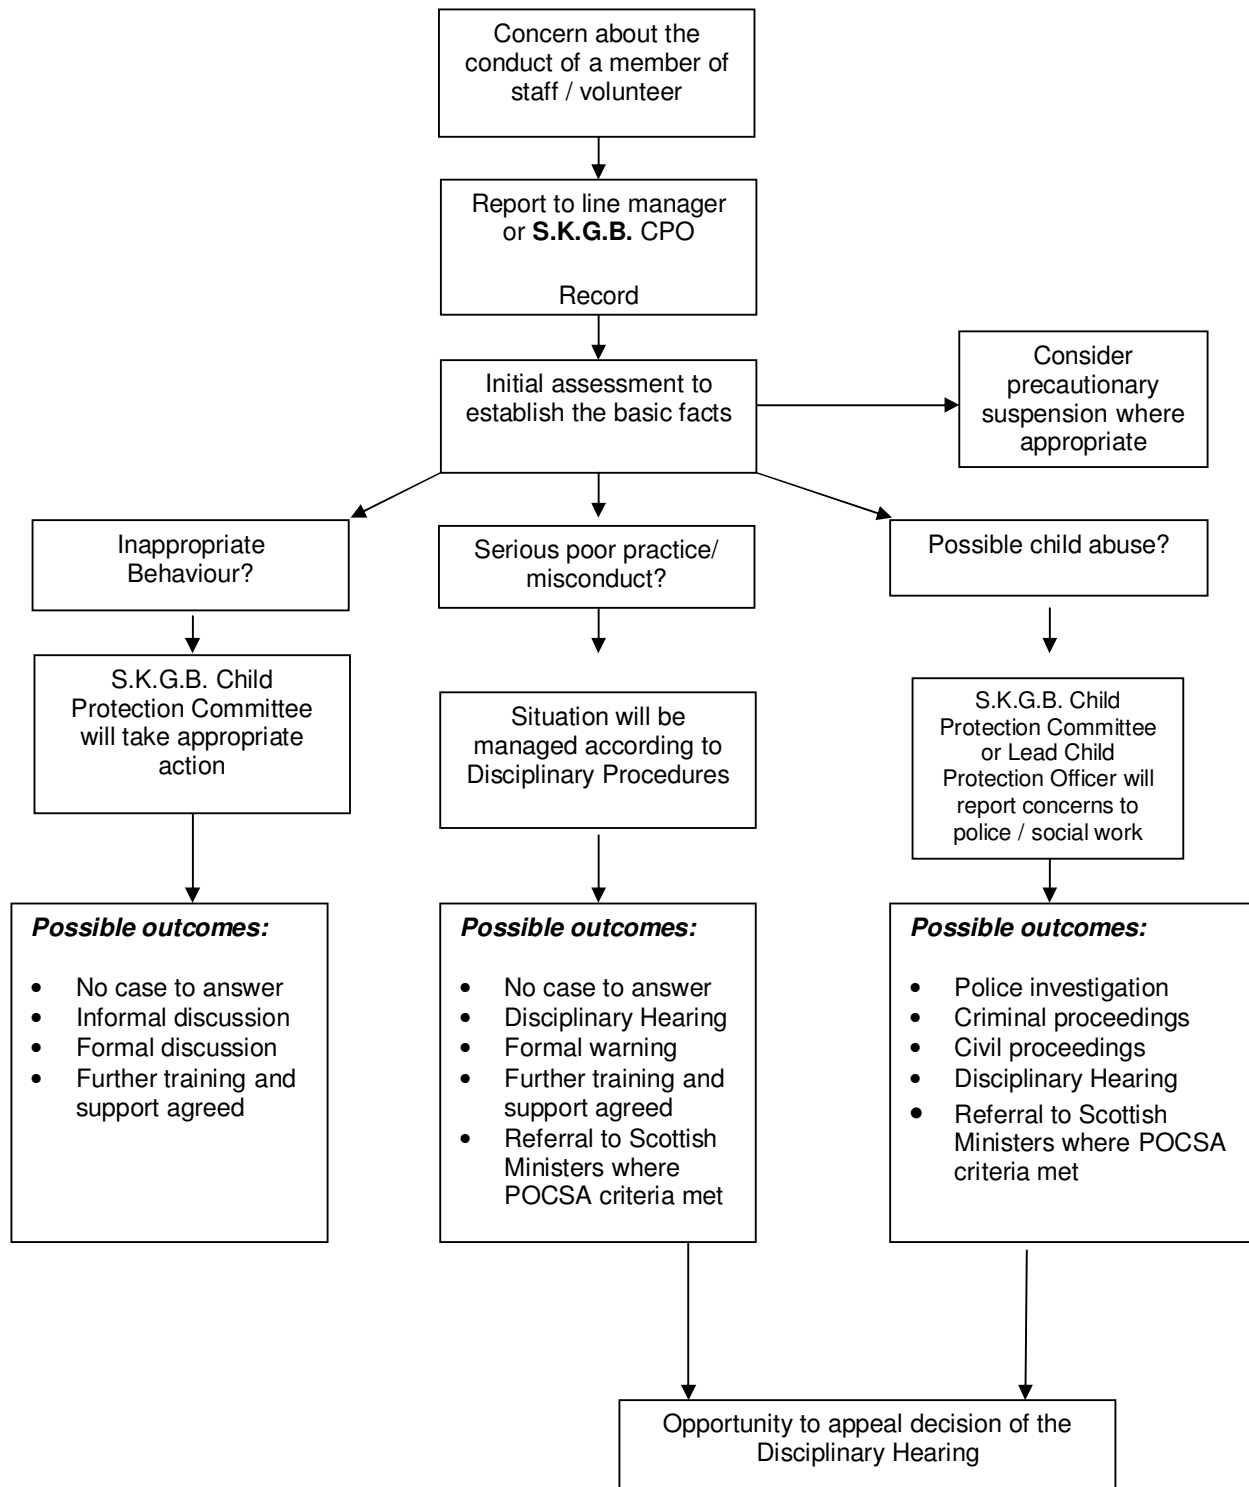 Concern about the
conduct of a member of
staff / volunteer
Report to line manager
or S.K.G.B. CPO
Record
Initial assessment to
establish the basic facts
Consider
precautionary
suspension where
appropriate
Inappropriate
Behaviour?
Serious poor practice/
misconduct?
Possible child abuse?
S.K.G.B. Child
Protection Committee
will take appropriate
action
Situation will be
managed according to
Disciplinary Procedures
S.K.G.B. Child
Protection Committee
or Lead Child
Protection Officer will
report concerns to
police / social work
Possible outcomes:
• No case to answer
• Informal discussion
• Formal discussion
• Further training and
support agreed
Possible outcomes:
• No case to answer
• Disciplinary Hearing
• Formal warning
• Further training and
support agreed
• Referral to Scottish
Ministers where
POCSA criteria met
Possible outcomes:
• Police investigation
• Criminal proceedings
• Civil proceedings
• Disciplinary Hearing
• Referral to Scottish
Ministers where POCSA
criteria met
Opportunity to appeal decision of the
Disciplinary Hearing